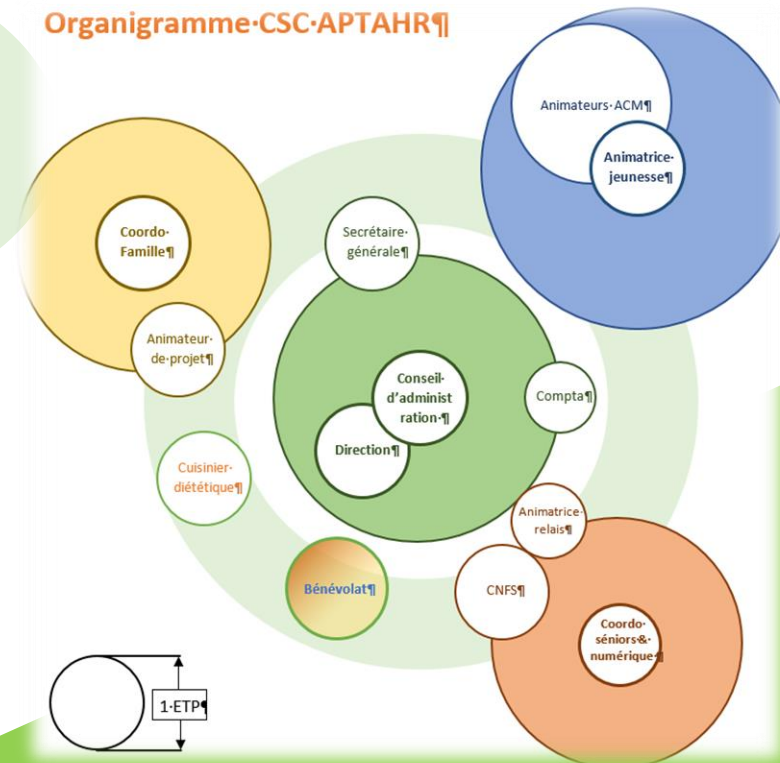 Organigramme·CSC·APTAHR¶
Animateurs·ACM¶
Animatrice·
jeunesse¶
Coordo·
Famille¶
Secrétaire·
générale¶
Animateur·
de·projet¶
Conseil·
d'administ
ration·¶
Compta¶
Direction¶
Cuisinier·
diététique¶
Animatrice·
relais¶
Bénévolat¶
CNFS¶
Coordo·
séniors·&·
numérique¶
1·ETP¶